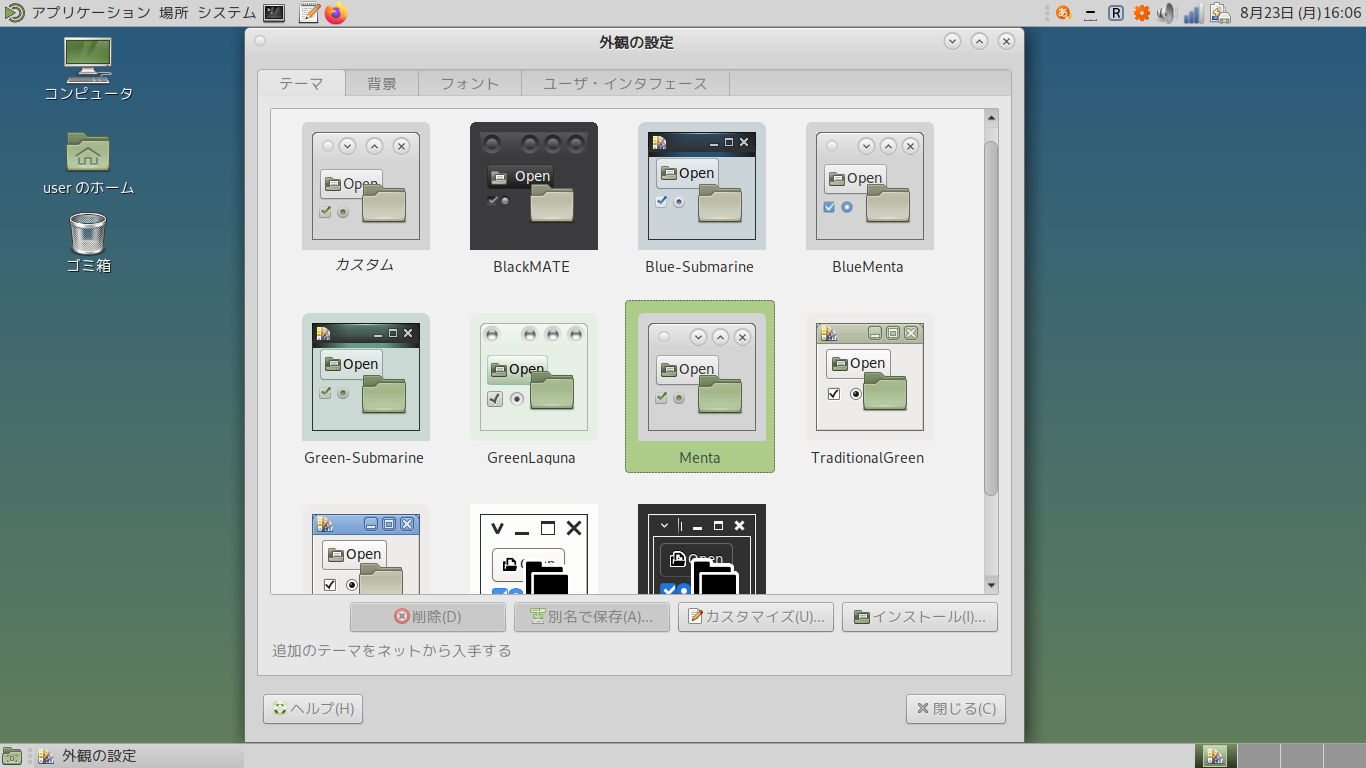 アプリケーション 場所 システム
あ
R
8月23日 (月) 16:06
外観の設定
コンピュータ
user のホーム
ゴミ箱
テーマ 背景 フォント ユーザ・インタフェース
Open Open Open Open
カスタム BlackMATE Blue-Submarine BlueMenta
Open Open Open Open
Green-Submarine GreenLaguna Menta TraditionalGreen
Open Open Open
削除(D) 別名で保存(A)... カスタマイズ(U)... インストール(I)...
追加のテーマをネットから入手する
ヘルプ(H) 閉じる(C)
外観の設定